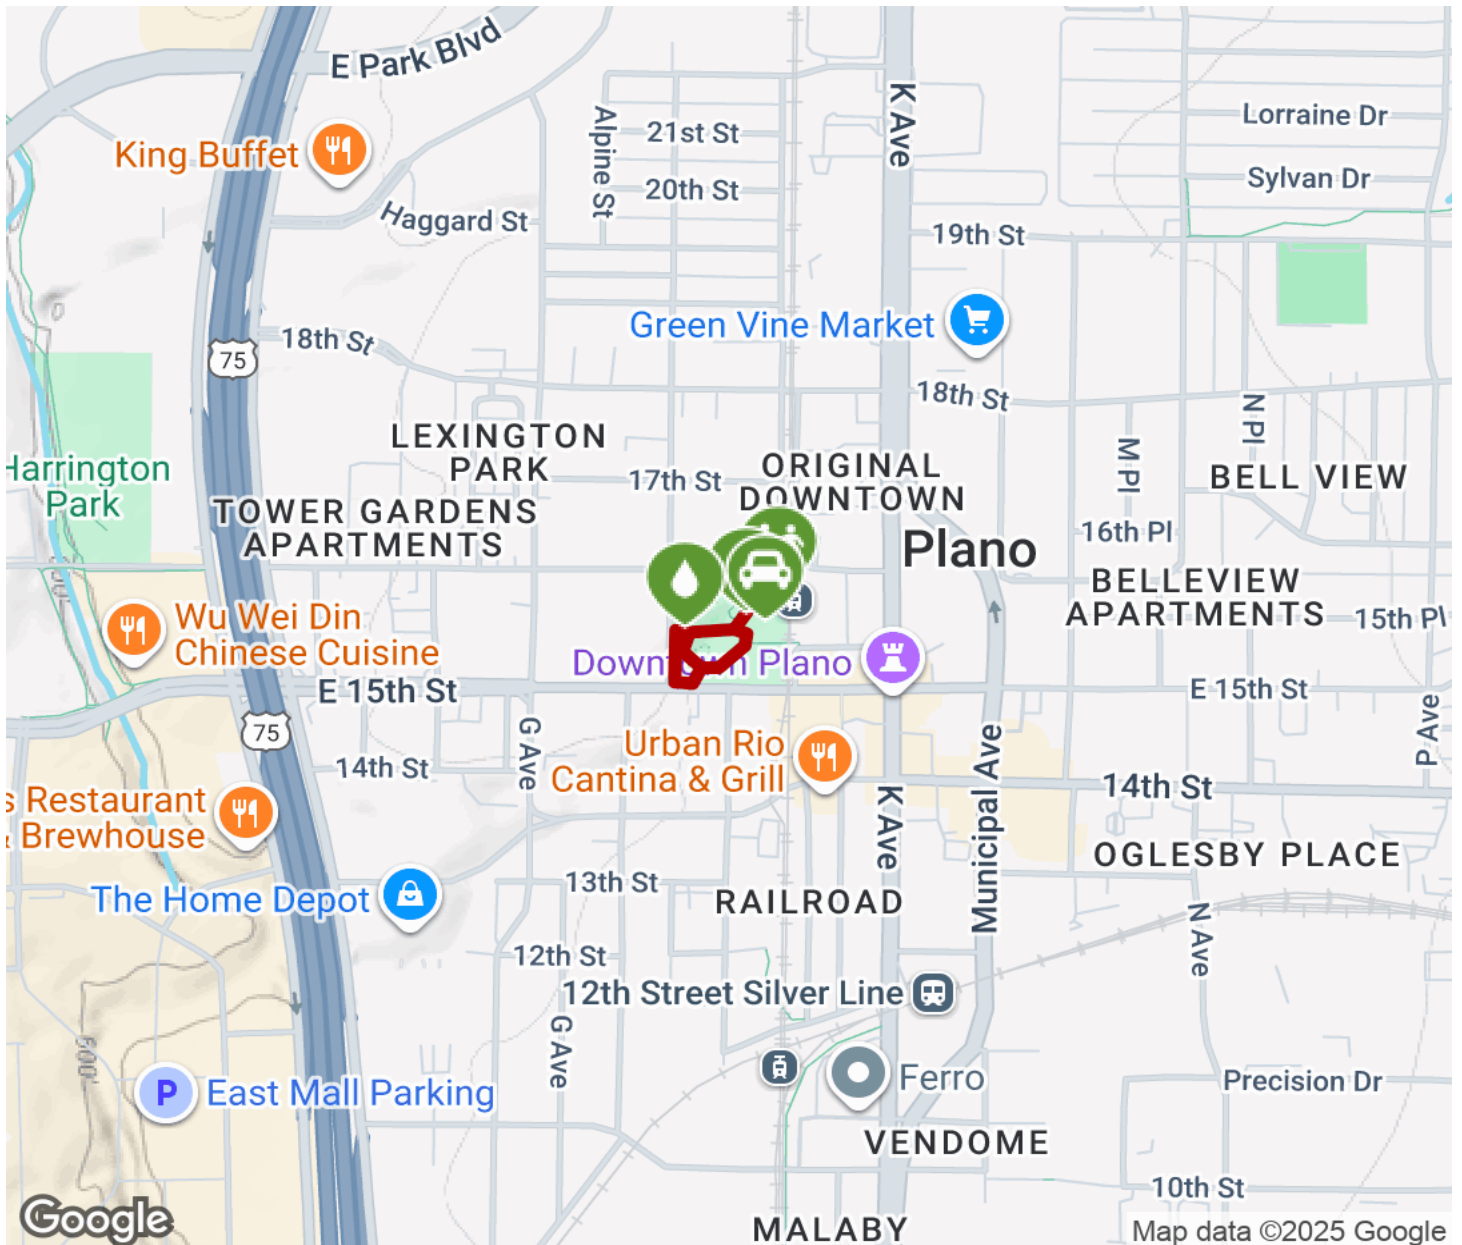 E Park Blvd
K Ave
Lorraine Dr
21st St
Alpine St
King Buffet
Sylvan Dr
20th St
Haggard St
19th St
Green Vine Market
18th St
75
18th St
N Pl
LEXINGTON
PARK
ORIGINAL
DOWNTOWN
M Pl
BELL VIEW
Harrington
Park
17th St
TOWER GARDENS
APARTMENTS
16th Pl
Plano
BELLEVIEW
APARTMENTS
15th Pl
Wu Wei Din
Chinese Cuisine
Downtown Plano
E 15th St
E 15th St
75
G Ave
P Ave
Urban Rio
Cantina & Grill
14th St
14th St
Municipal Ave
K Ave
s Restaurant
& Brewhouse
OGLESBY PLACE
13th St
The Home Depot
RAILROAD
N Ave
12th St
12th Street Silver Line
G Ave
600'
P
East Mall Parking
Ferro
Precision Dr
VENDOME
10th St
MALABY
Google
Map data ©2025 Google